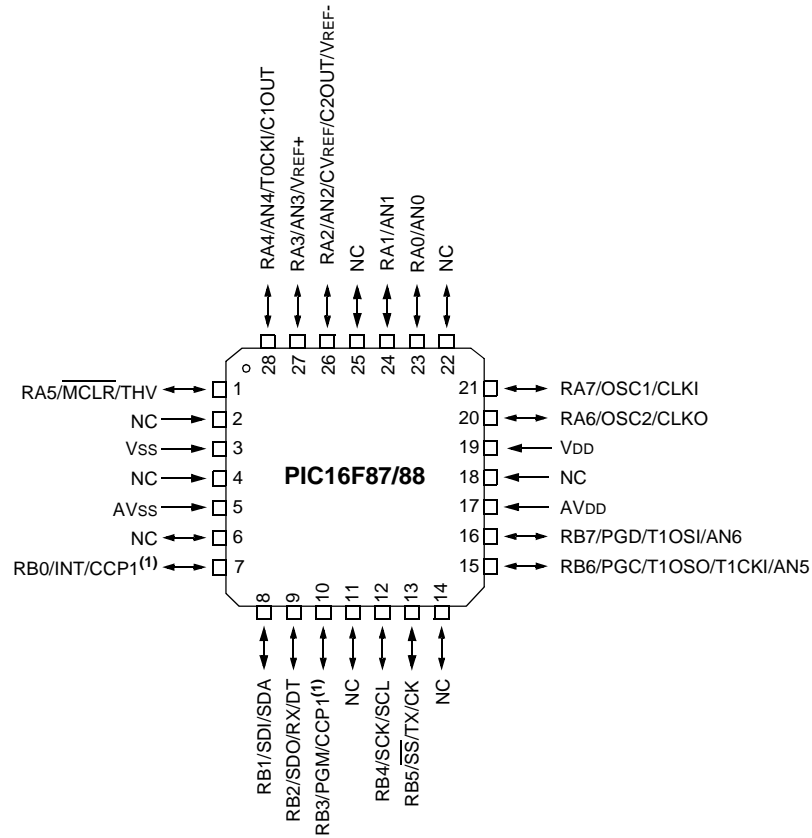 RA4/AN4/T0CKI/C1OUT
RA3/AN3/VREF+
RA2/AN2/CVREF/C2OUT/VREF-
NC
RA1/AN1
RA0/AN0
NC
28
27
26
25
24
23
22
RA5/MCLR/THV 1
NC 2
VSS 3
NC 4
AVSS 5
NC 6
RB0/INT/CCP1(1) 7
PIC16F87/88
21 RA7/OSC1/CLKI
20 RA6/OSC2/CLKO
19 VDD
18 NC
17 AVDD
16 RB7/PGD/T1OSI/AN6
15 RB6/PGC/T1OSO/T1CKI/AN5
8
9
10
11
12
13
14
RB1/SDI/SDA
RB2/SDO/RX/DT
RB3/PGM/CCP1(1)
NC
RB4/SCK/SCL
RB5/SS/TX/CK
NC